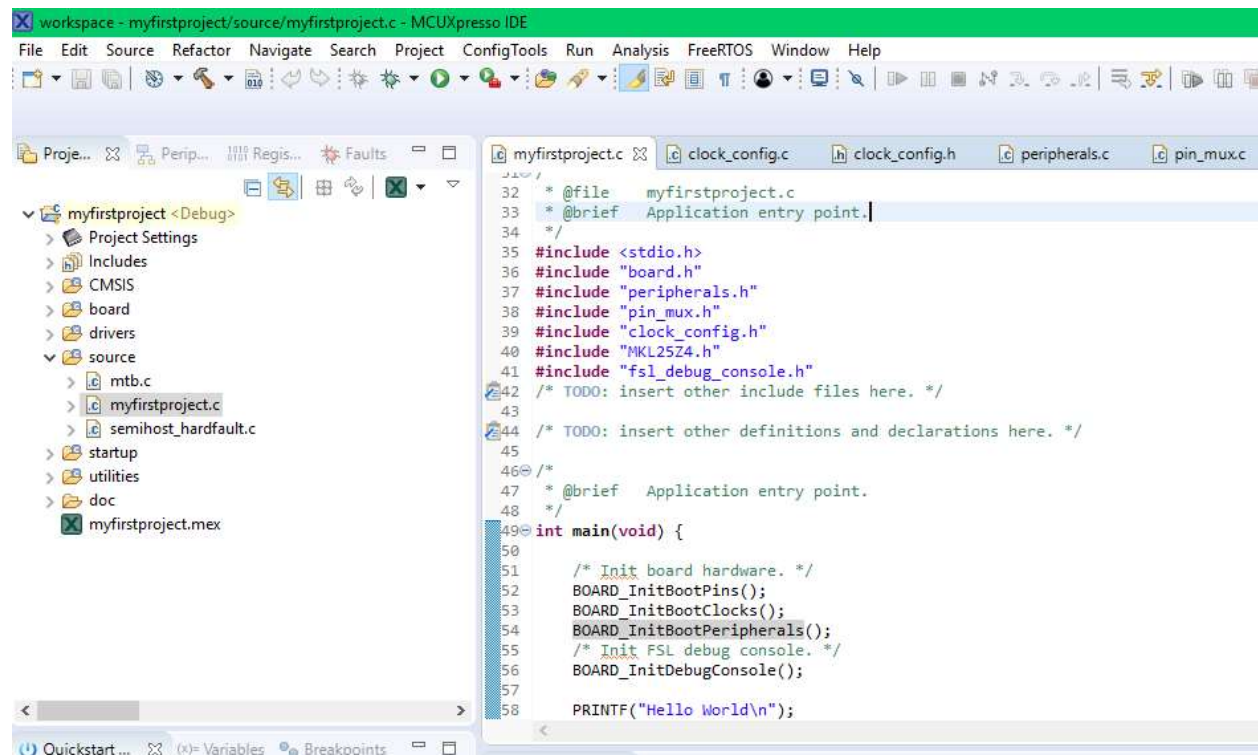 workspace - myfirstproject/source/myfirstproject.c - MCUXpresso IDE
File Edit Source Refactor Navigate Search Project ConfigTools Run Analysis FreeRTOS Window Help
Proje... Perip... Regis... Faults
myfirstproject <Debug>
Project Settings
Includes
CMSIS
board
drivers
source
mtb.c
myfirstproject.c
semihost_hardfault.c
startup
utilities
doc
myfirstproject.mex
Quickstart ... (x)= Variables Breakpoints
myfirstproject.c clock_config.c clock_config.h peripherals.c pin_mux.c
32 * @file myfirstproject.c
33 * @brief Application entry point.
34 */
35 #include <stdio.h>
36 #include "board.h"
37 #include "peripherals.h"
38 #include "pin_mux.h"
39 #include "clock_config.h"
40 #include "MKL25Z4.h"
41 #include "fsl_debug_console.h"
42 /* TODO: insert other include files here. */
43
44 /* TODO: insert other definitions and declarations here. */
45
46 /*
47 * @brief Application entry point.
48 */
49 int main(void) {
50
51 /* Init board hardware. */
52 BOARD_InitBootPins();
53 BOARD_InitBootClocks();
54 BOARD_InitBootPeripherals();
55 /* Init FSL debug console. */
56 BOARD_InitDebugConsole();
57
58 PRINTF("Hello World\n");